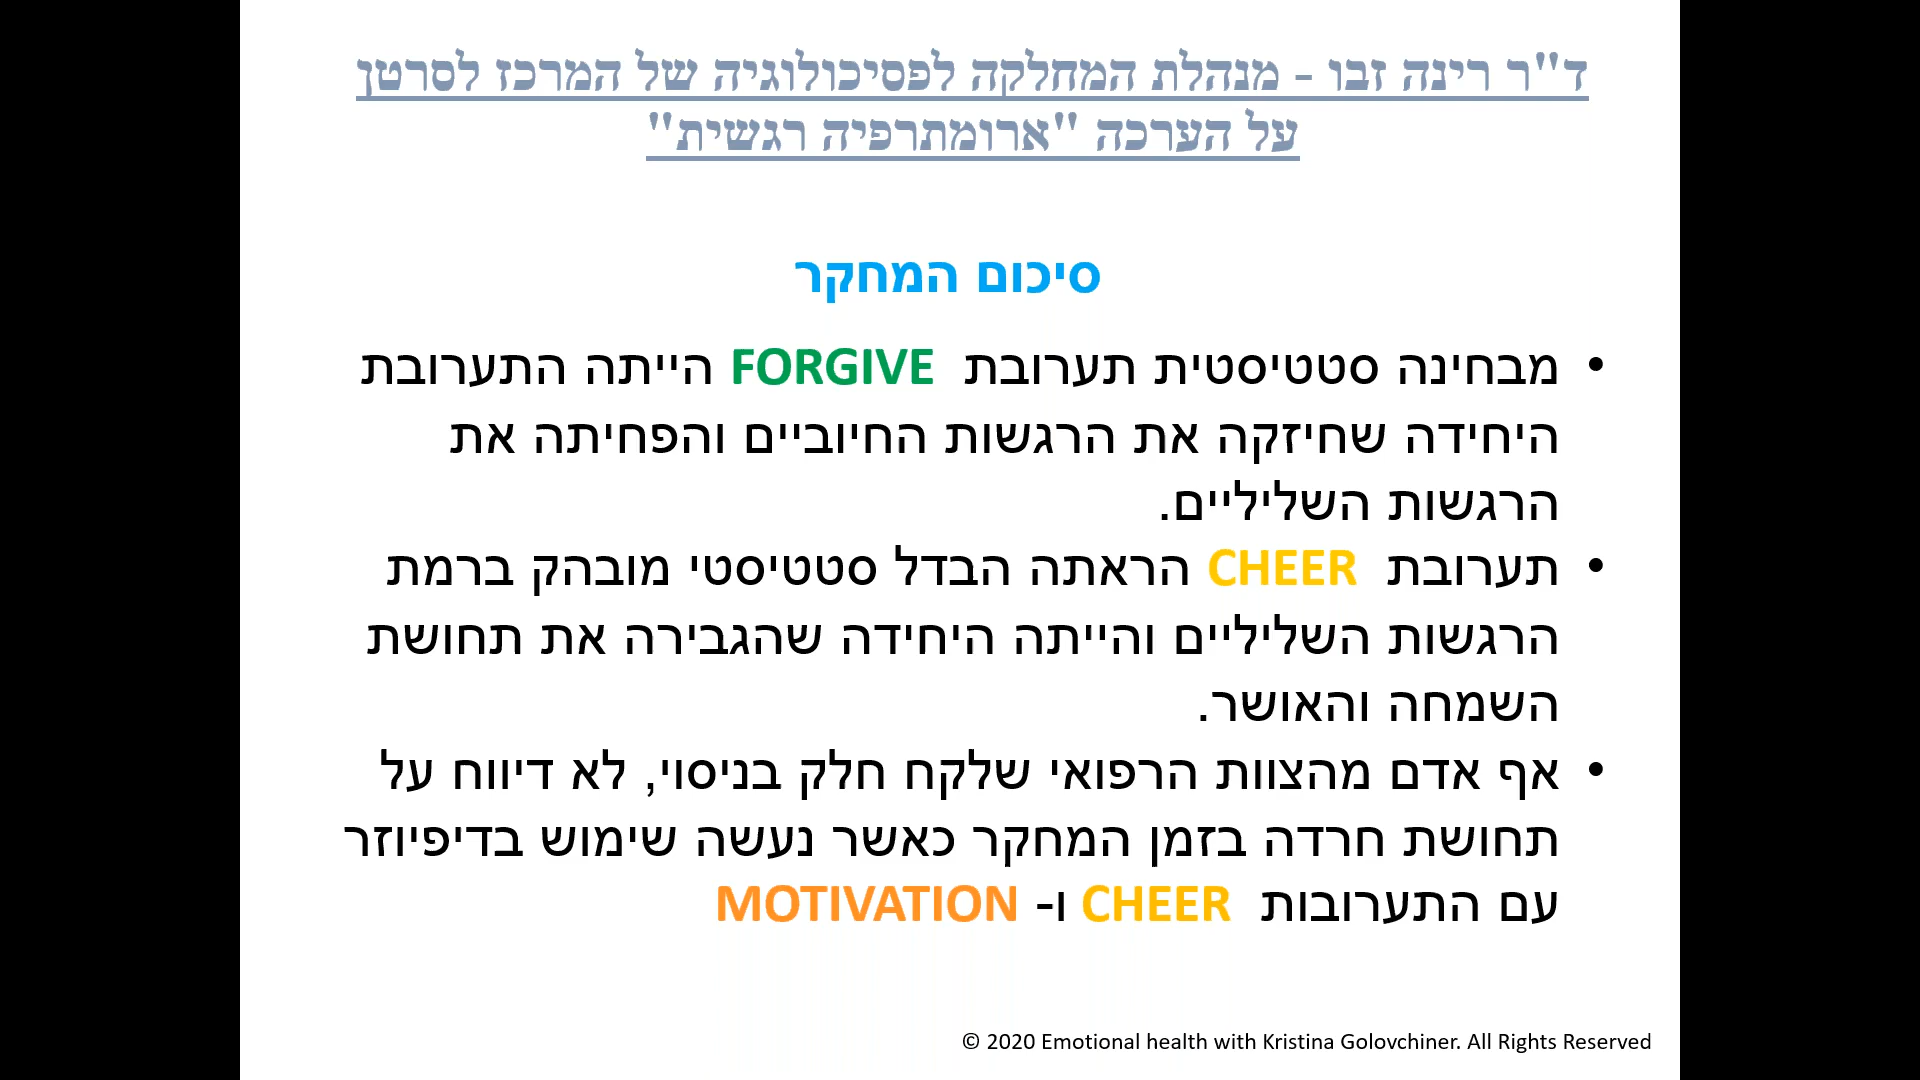 ד"ר רינה זבו - מנהלת המחלקה לפסיכולוגיה של המרכז לסרטן
על הערכה "ארומתרפיה רגשית"
סיכום המחקר
• מבחינה סטטיסטית תערובת FORGIVE הייתה התערובת
היחידה שחיזקה את הרגשות החיוביים והפחיתה את
הרגשות השליליים.
• תערובת CHEER הראתה הבדל סטטיסטי מובהק ברמת
הרגשות השליליים והייתה היחידה שהגבירה את תחושת
השמחה והאושר.
• אף אדם מהצוות הרפואי שלקח חלק בניסוי, לא דיווח על
תחושת חרדה בזמן המחקר כאשר נעשה שימוש בדיפיוזר
עם התערובות CHEER ו- MOTIVATION
© 2020 Emotional health with Kristina Golovchiner. All Rights Reserved